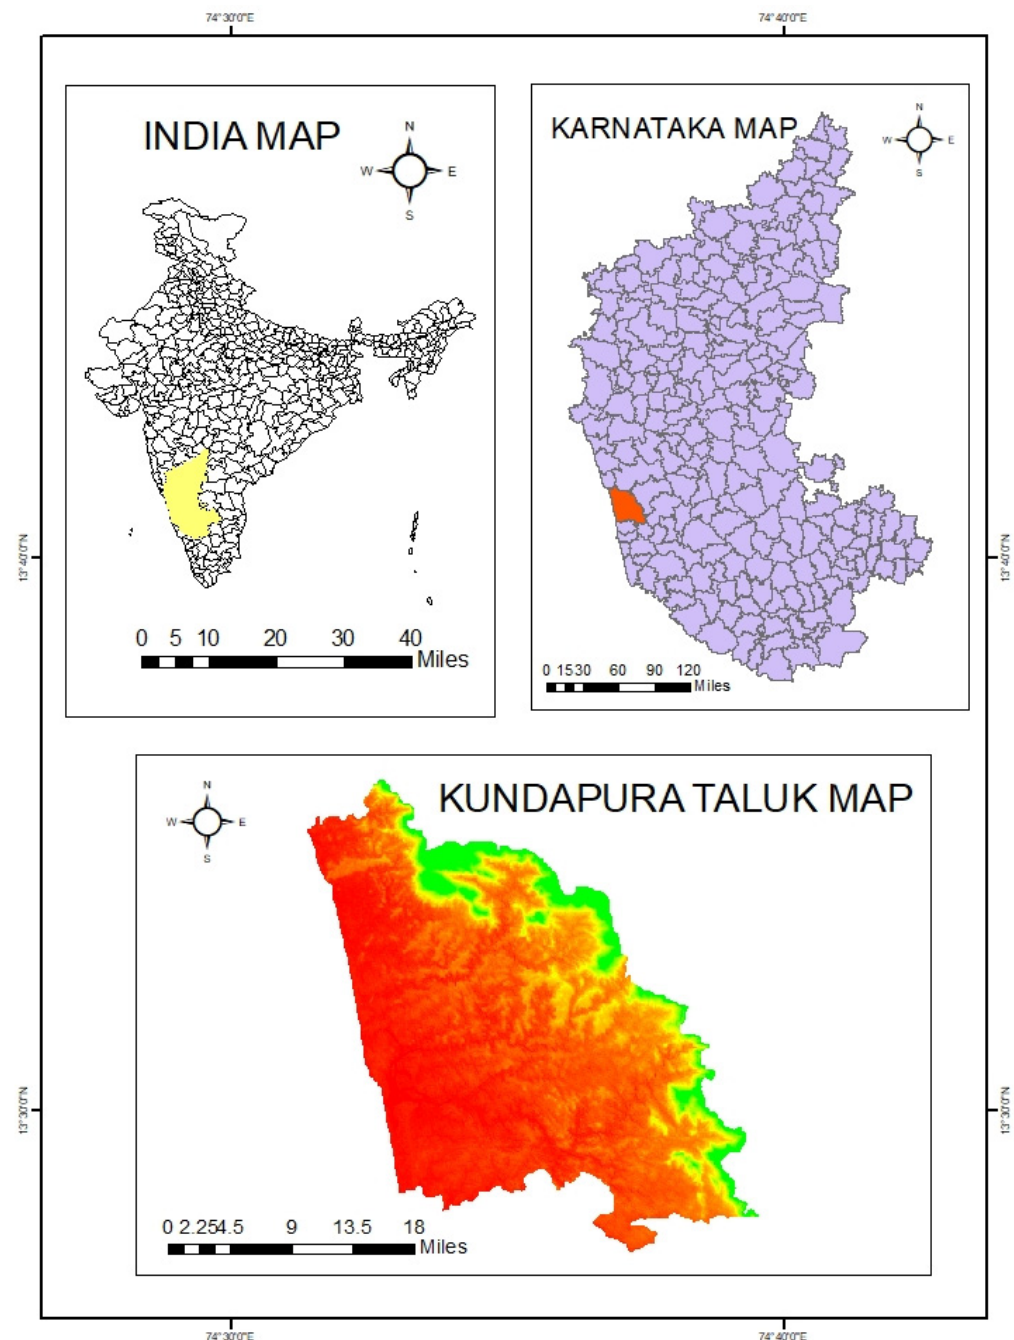 74°30'0"E 74°40'0"E
INDIA MAP
N
W E
S
0 5 10 20 30 40
Miles
KARNATAKA MAP
N
W E
S
0 15 30 60 90 120
Miles
13°40'0"N 13°40'0"N
KUNDAPURA TALUK MAP
N
W E
S
0 2.25 4.5 9 13.5 18
Miles
13°30'0"N 13°30'0"N
74°30'0"E 74°40'0"E